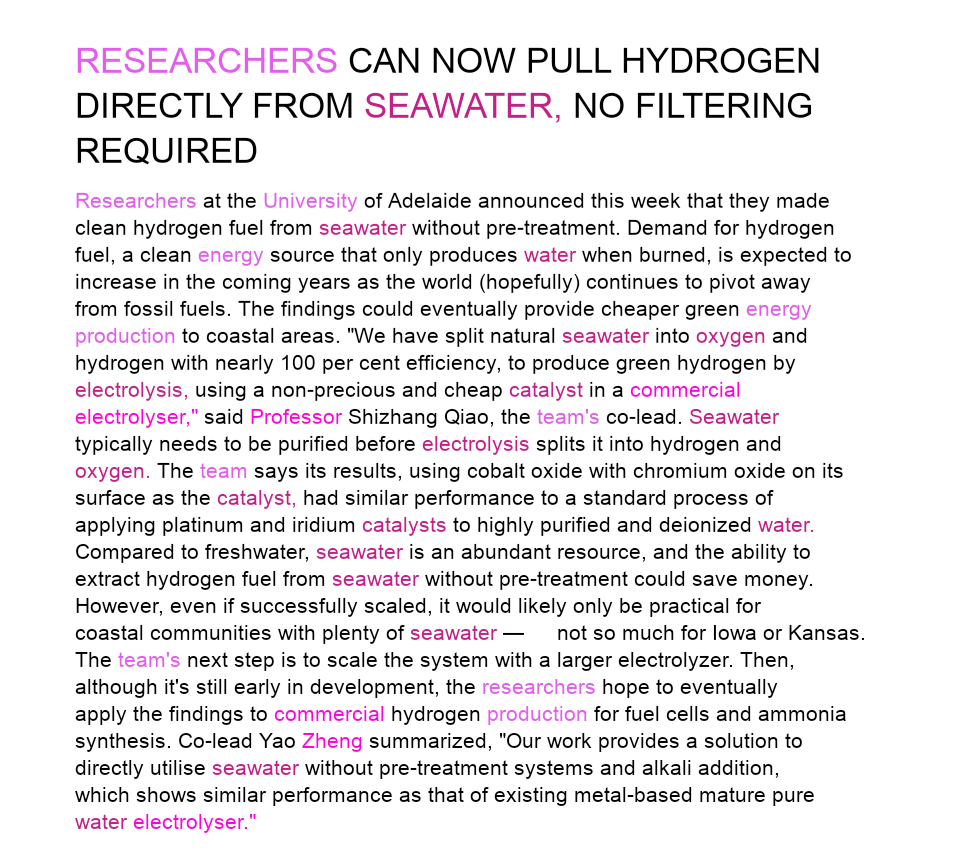 RESEARCHERS CAN NOW PULL HYDROGEN
DIRECTLY FROM SEAWATER, NO FILTERING
REQUIRED
Researchers at the University of Adelaide announced this week that they made
clean hydrogen fuel from seawater without pre-treatment. Demand for hydrogen
fuel, a clean energy source that only produces water when burned, is expected to
increase in the coming years as the world (hopefully) continues to pivot away
from fossil fuels. The findings could eventually provide cheaper green energy
production to coastal areas. "We have split natural seawater into oxygen and
hydrogen with nearly 100 per cent efficiency, to produce green hydrogen by
electrolysis, using a non-precious and cheap catalyst in a commercial
electrolyser," said Professor Shizhang Qiao, the team's co-lead. Seawater
typically needs to be purified before electrolysis splits it into hydrogen and
oxygen. The team says its results, using cobalt oxide with chromium oxide on its
surface as the catalyst, had similar performance to a standard process of
applying platinum and iridium catalysts to highly purified and deionized water.
Compared to freshwater, seawater is an abundant resource, and the ability to
extract hydrogen fuel from seawater without pre-treatment could save money.
However, even if successfully scaled, it would likely only be practical for
coastal communities with plenty of seawater — not so much for Iowa or Kansas.
The team's next step is to scale the system with a larger electrolyzer. Then,
although it's still early in development, the researchers hope to eventually
apply the findings to commercial hydrogen production for fuel cells and ammonia
synthesis. Co-lead Yao Zheng summarized, "Our work provides a solution to
directly utilise seawater without pre-treatment systems and alkali addition,
which shows similar performance as that of existing metal-based mature pure
water electrolyser."